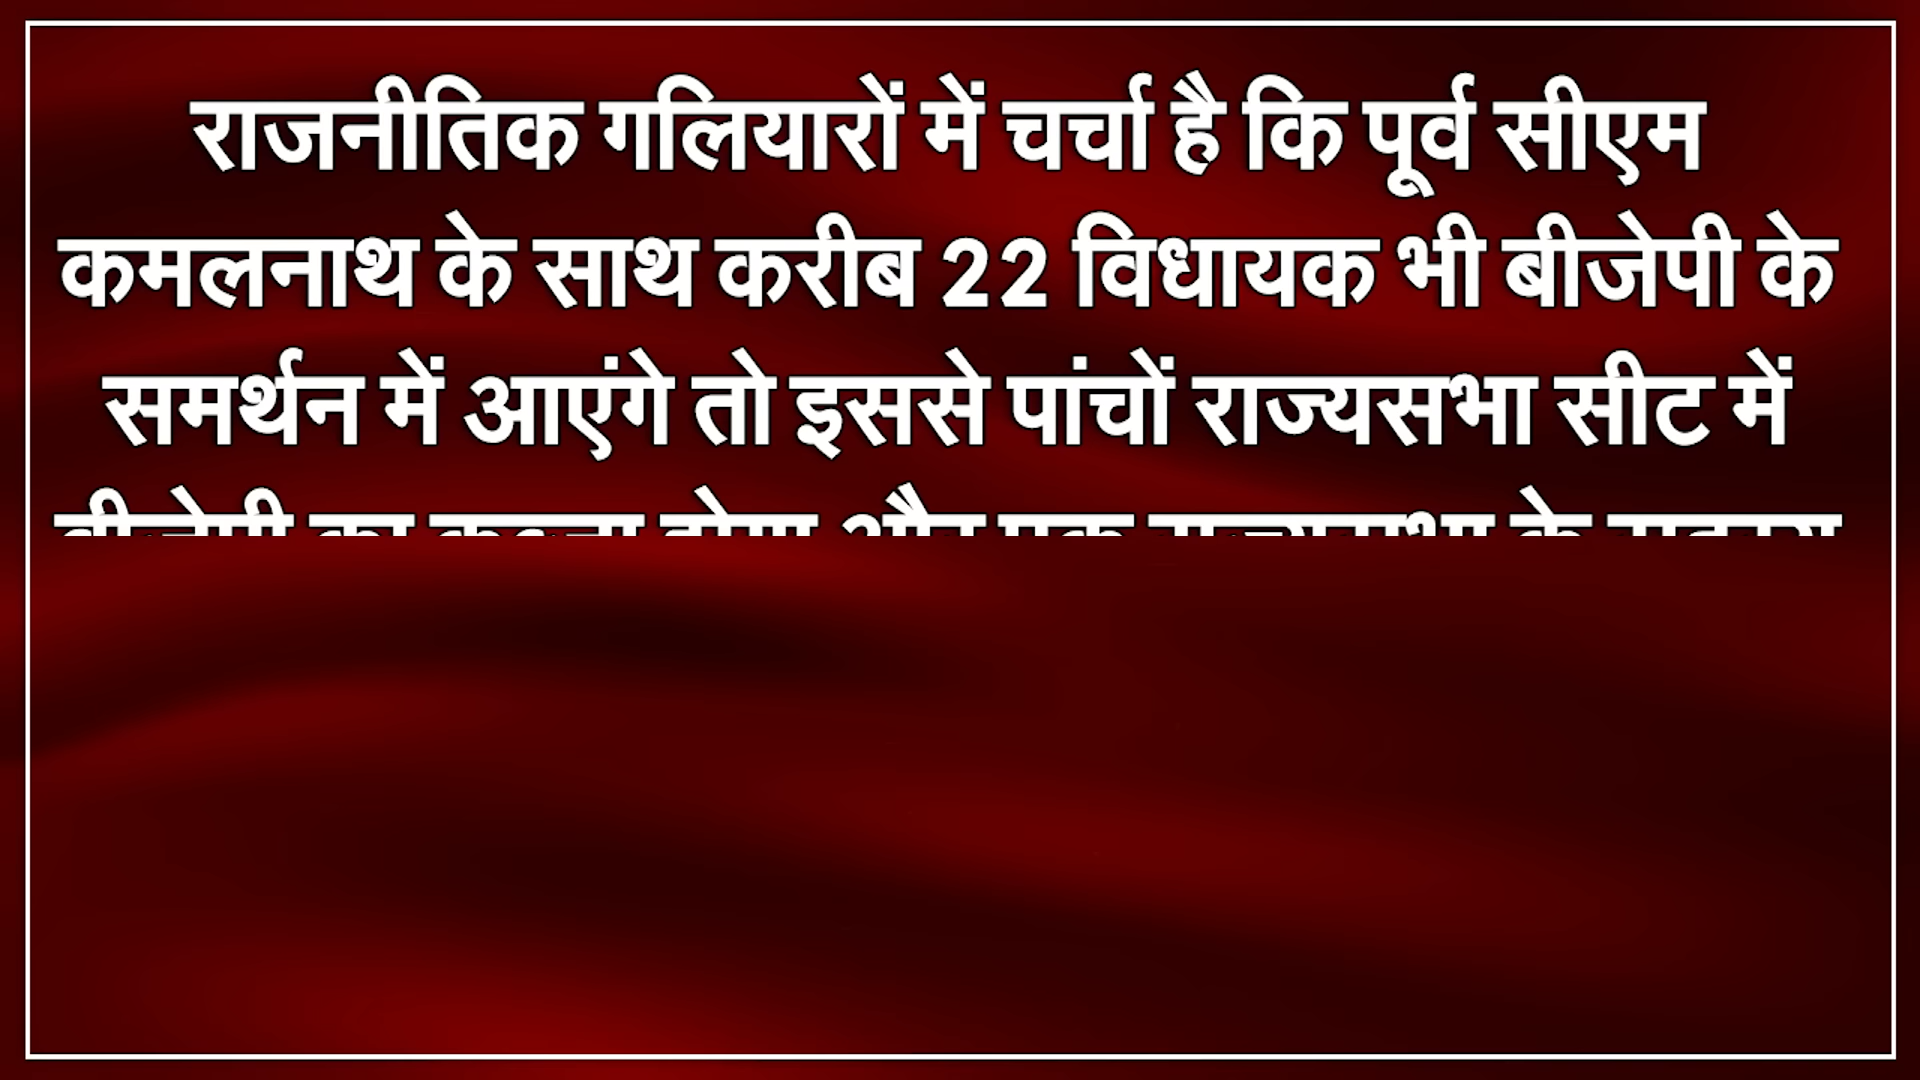 राजनीतिक गलियारों में चर्चा है कि पूर्व सीएम
कमलनाथ के साथ करीब 22 विधायक भी बीजेपी के
समर्थन में आएंगे तो इससे पांचों राज्यसभा सीट में